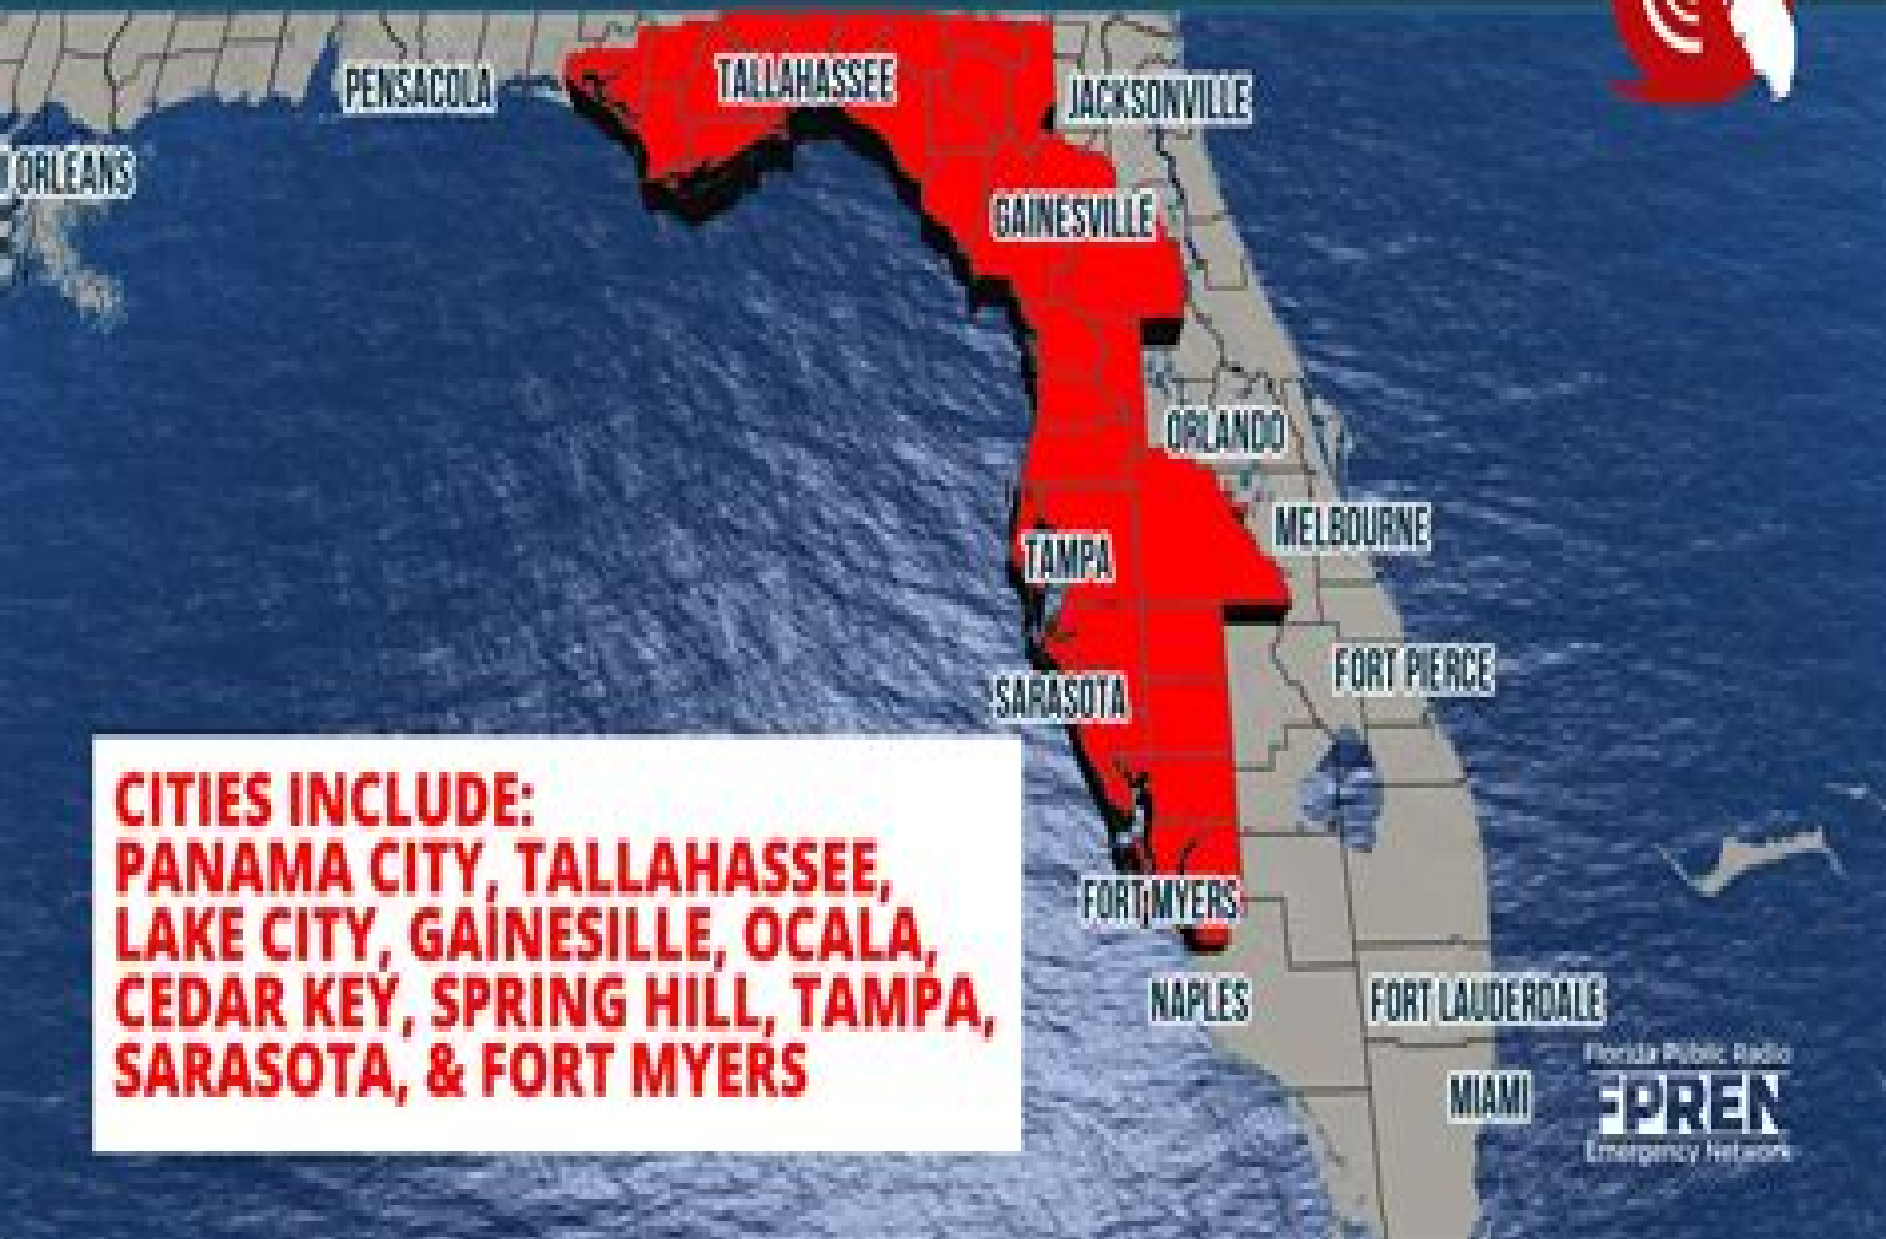 PENSACOLA
TALLAHASSEE
JACKSONVILLE
ORLEANS
GAINESVILLE
ORLANDO
MELBOURNE
TAMPA
FORT PIERCE
SARASOTA
CITIES INCLUDE:
PANAMA CITY, TALLAHASSEE,
LAKE CITY, GAINESILLE, OCALA,
CEDAR KEY, SPRING HILL, TAMPA,
SARASOTA, & FORT MYERS
FORT MYERS
NAPLES
FORT LAUDERDALE
MIAMI
Florida Public Radio
FPREN
Emergency Network